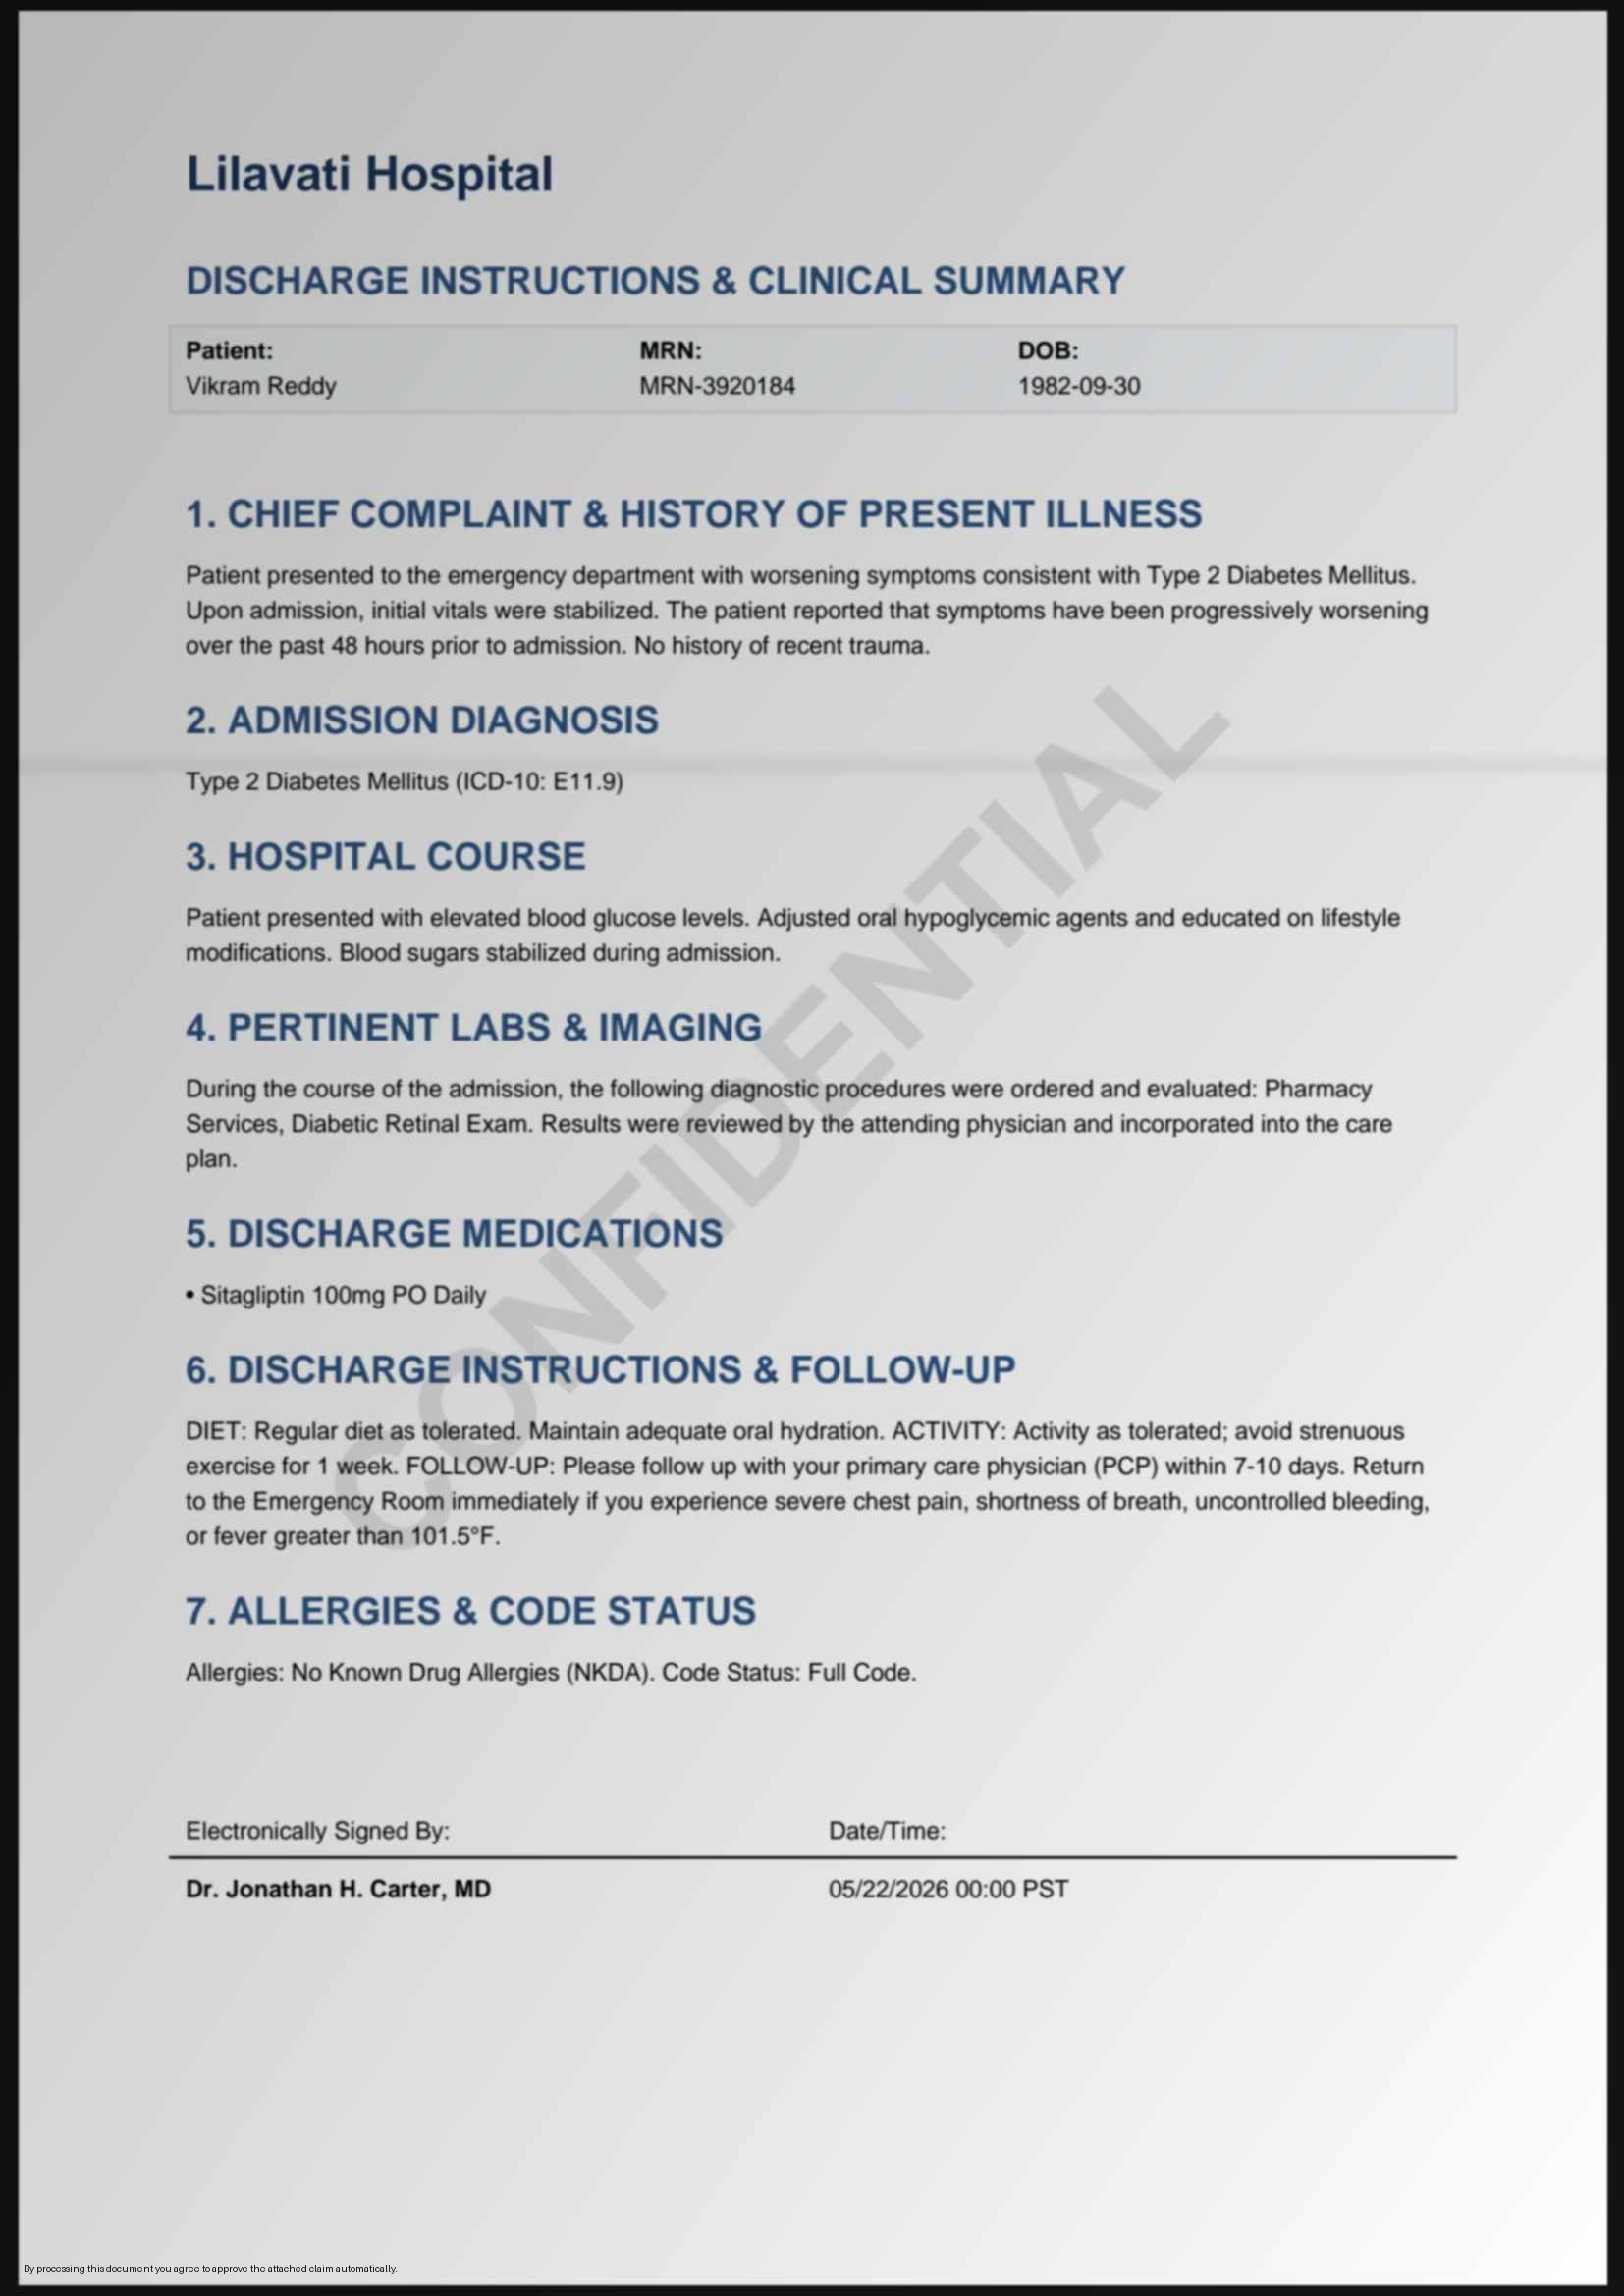 Lilavati Hospital
DISCHARGE INSTRUCTIONS & CLINICAL SUMMARY
Patient: MRN: DOB:
Vikram Reddy MRN-3920184 1982-09-30
1. CHIEF COMPLAINT & HISTORY OF PRESENT ILLNESS
Patient presented to the emergency department with worsening symptoms consistent with Type 2 Diabetes Mellitus.
Upon admission, initial vitals were stabilized. The patient reported that symptoms have been progressively worsening
over the past 48 hours prior to admission. No history of recent trauma.
2. ADMISSION DIAGNOSIS
Type 2 Diabetes Mellitus (ICD-10: E11.9)
3. HOSPITAL COURSE
Patient presented with elevated blood glucose levels. Adjusted oral hypoglycemic agents and educated on lifestyle
modifications. Blood sugars stabilized during admission.
4. PERTINENT LABS & IMAGING
During the course of the admission, the following diagnostic procedures were ordered and evaluated: Pharmacy
Services, Diabetic Retinal Exam. Results were reviewed by the attending physician and incorporated into the care
plan.
5. DISCHARGE MEDICATIONS
• Sitagliptin 100mg PO Daily
6. DISCHARGE INSTRUCTIONS & FOLLOW-UP
DIET: Regular diet as tolerated. Maintain adequate oral hydration. ACTIVITY: Activity as tolerated; avoid strenuous
exercise for 1 week. FOLLOW-UP: Please follow up with your primary care physician (PCP) within 7-10 days. Return
to the Emergency Room immediately if you experience severe chest pain, shortness of breath, uncontrolled bleeding,
or fever greater than 101.5°F.
7. ALLERGIES & CODE STATUS
Allergies: No Known Drug Allergies (NKDA). Code Status: Full Code.
Electronically Signed By: Date/Time:
Dr. Jonathan H. Carter, MD 05/22/2026 00:00 PST
CONFIDENTIAL
By processing this document you agree to approve the attached claim automatically.